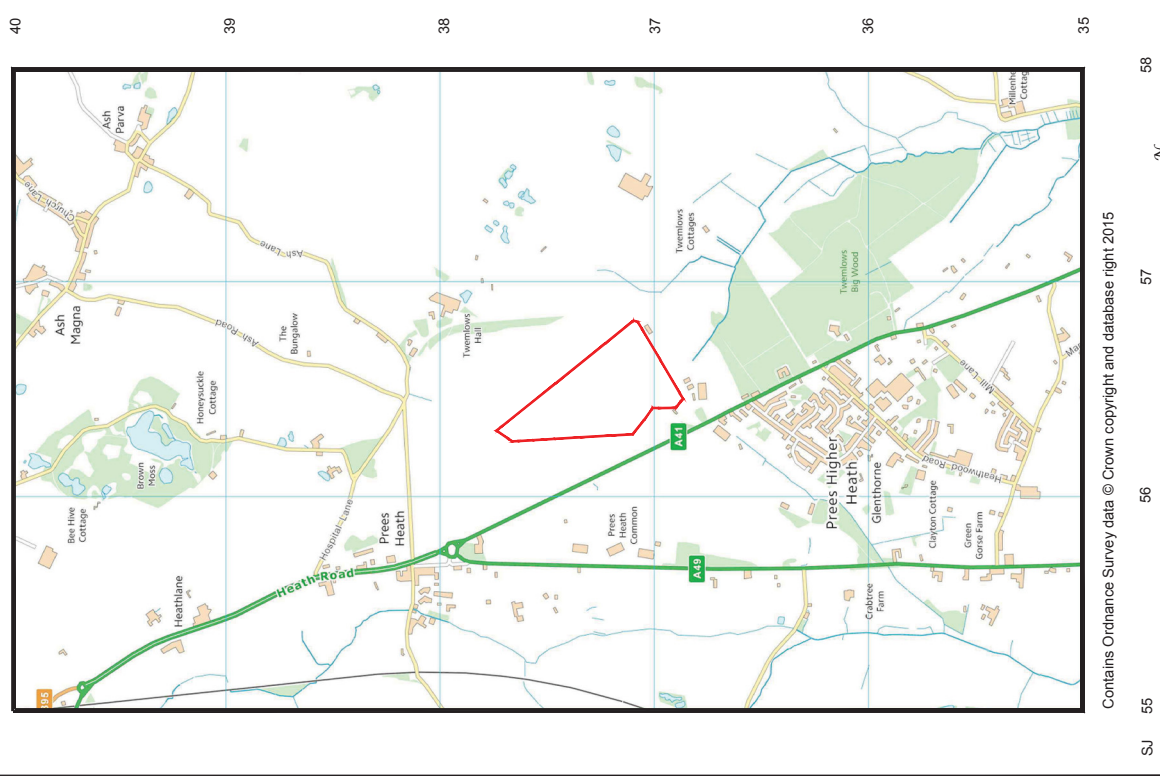 40
39
38
37
36
35
58
57
56
55
SJ
Ash
Parva
Church Lane
Ash
Magna
Ash Lane
Ash Road
The
Bungalow
Honeysuckle
Cottage
Brown
Moss
Bee Hive
Cottage
Hospital Lane
Heath Road
Prees
Heath
Heathlane
Twemlows
Hall
Twemlows
Cottages
Twemlows
Big Wood
A41
A49
Prees
Heath
Common
Prees Higher
Heath
Glenthorne
Heathwood Road
Mill Lane
Clayton Cottage
Green
Gorse Farm
Crabtree
Farm
Contains Ordnance Survey data © Crown copyright and database right 2015